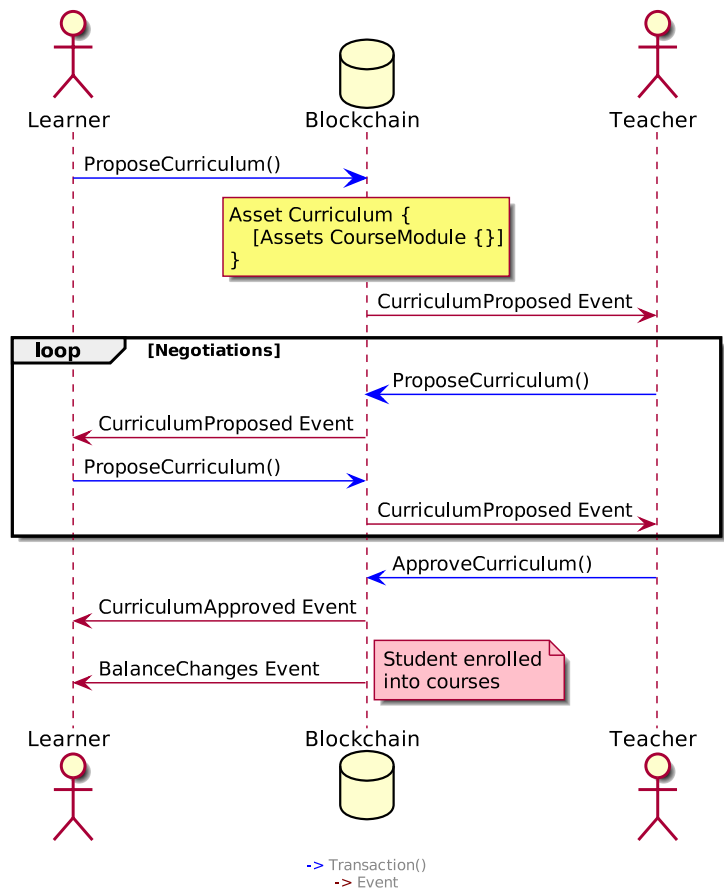 Learner
Blockchain
Teacher
ProposeCurriculum()
Asset Curriculum {
    [Assets CourseModule {}]
}
CurriculumProposed Event
loop [Negotiations]
ProposeCurriculum()
CurriculumProposed Event
ProposeCurriculum()
CurriculumProposed Event
ApproveCurriculum()
CurriculumApproved Event
BalanceChanges Event
Student enrolled
into courses
Learner
Blockchain
Teacher
-> Transaction()
-> Event